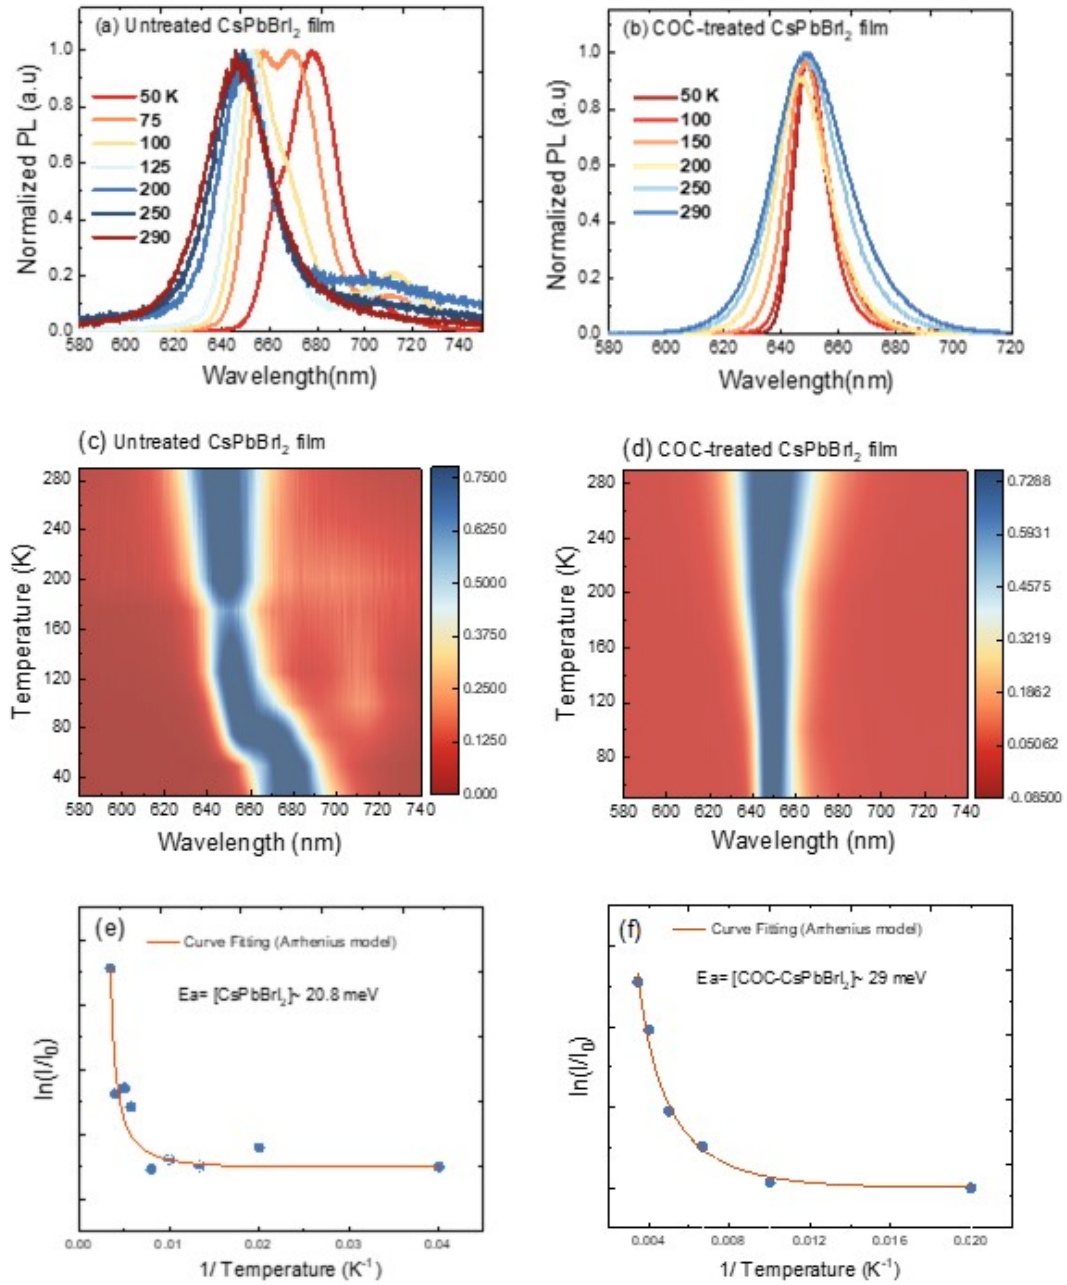 (a) Untreated CsPbBrI₂ film
Normalized PL (a.u)
1.0
0.8
0.6
0.4
0.2
0.0
50 K
75
100
125
200
250
290
580 600 620 640 660 680 700 720 740
Wavelength(nm)
(b) COC-treated CsPbBrI₂ film
Normalized PL (a.u)
1.0
0.8
0.6
0.4
0.2
0.0
50 K
100
150
200
250
290
580 600 620 640 660 680 700 720
Wavelength(nm)
(c) Untreated CsPbBrI₂ film
Temperature (K)
280
240
200
160
120
80
40
580 600 620 640 660 680 700 720 740
Wavelength (nm)
0.7500
0.6250
0.5000
0.3750
0.2500
0.1250
0.000
(d) COC-treated CsPbBrI₂ film
Temperature (K)
280
240
200
160
120
80
580 600 620 640 660 680 700 720 740
Wavelength (nm)
0.7288
0.5931
0.4575
0.3219
0.1862
0.05062
-0.08500
(e)
Curve Fitting (Arrhenius model)
Ea= [CsPbBrI₂]~ 20.8 meV
ln(I/I₀)
0.00 0.01 0.02 0.03 0.04
1/ Temperature (K⁻¹)
(f)
Curve Fitting (Arrhenius model)
Ea= [COC-CsPbBrI₂]~ 29 meV
ln(I/I₀)
0.004 0.008 0.012 0.016 0.020
1/ Temperature (K⁻¹)